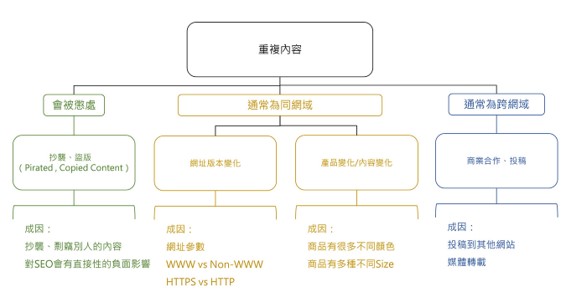 重複內容
會被懲處
通常為同網域
通常為跨網域
抄襲、盜版
( Pirated , Copied Content )
網址版本變化
產品變化/內容變化
商業合作、投稿
成因：
抄襲、剽竊別人的內容
對SEO會有直接性的負面影響
成因：
網址參數
WWW vs Non-WWW
HTTPS vs HTTP
成因：
商品有很多不同顏色
商品有多種不同Size
成因：
投稿到其他網站
媒體轉載